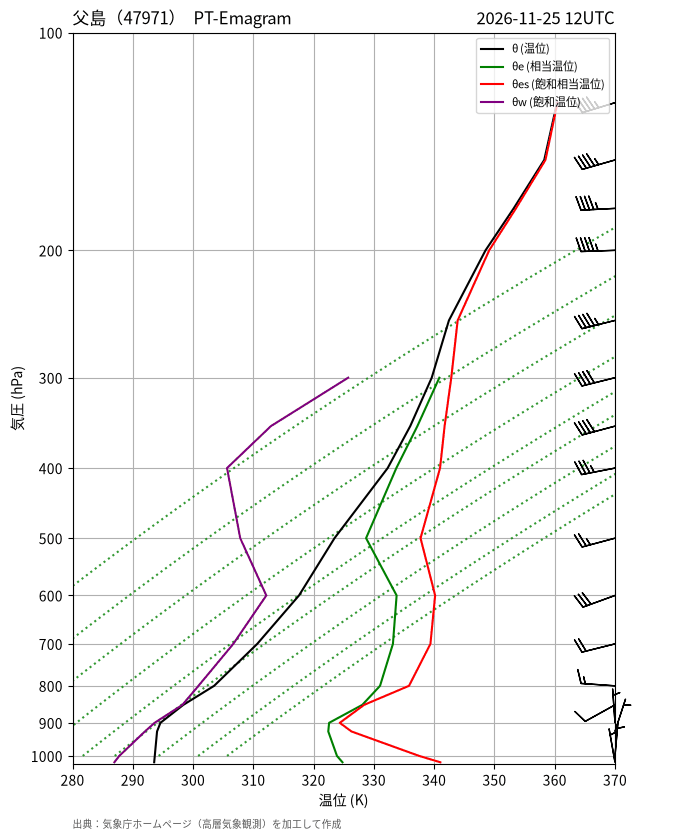 父島（47971） PT-Emagram
2026-11-25 12UTC
θ (温位)
θe (相当温位)
θes (飽和相当温位)
θw (飽和温位)
100
200
300
400
500
600
700
800
900
1000
気圧 (hPa)
280 290 300 310 320 330 340 350 360 370
温位 (K)
出典：気象庁ホームページ（高層気象観測）を加工して作成